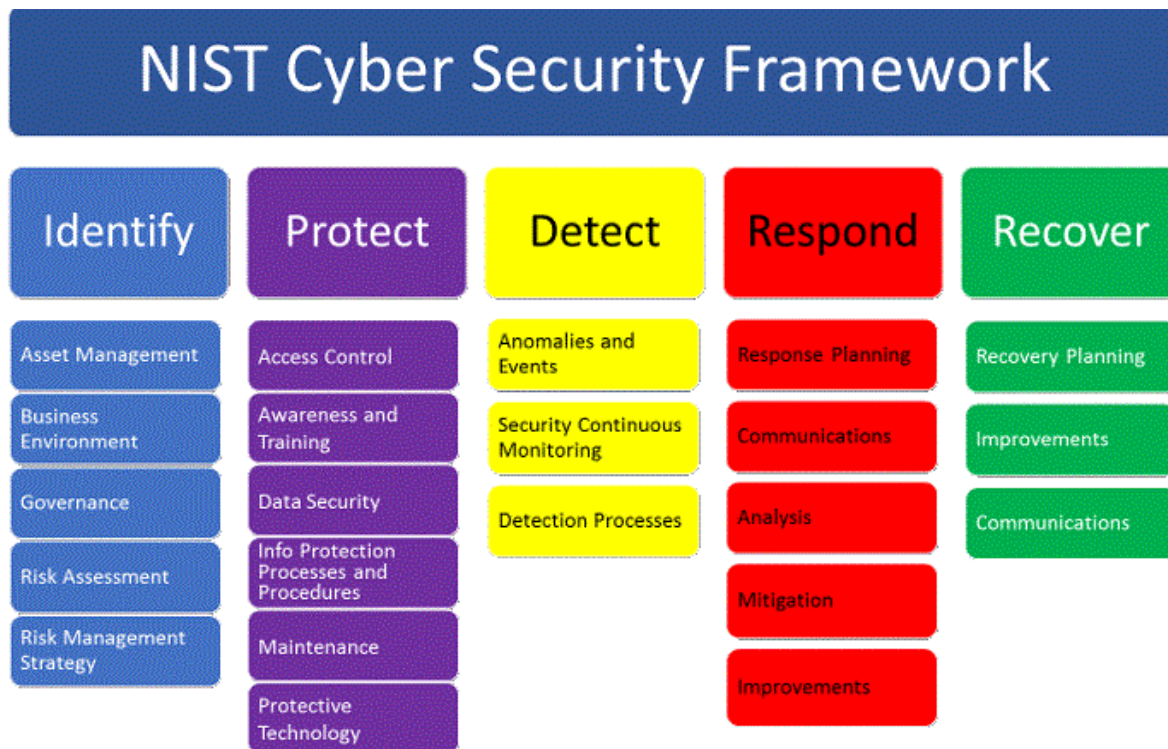 NIST Cyber Security Framework
Identify
Protect
Detect
Respond
Recover
Asset Management
Business
Environment
Governance
Risk Assessment
Risk Management
Strategy
Access Control
Awareness and
Training
Data Security
Info Protection
Processes and
Procedures
Maintenance
Protective
Technology
Anomalies and
Events
Security Continuous
Monitoring
Detection Processes
Response Planning
Communications
Analysis
Mitigation
Improvements
Recovery Planning
Improvements
Communications